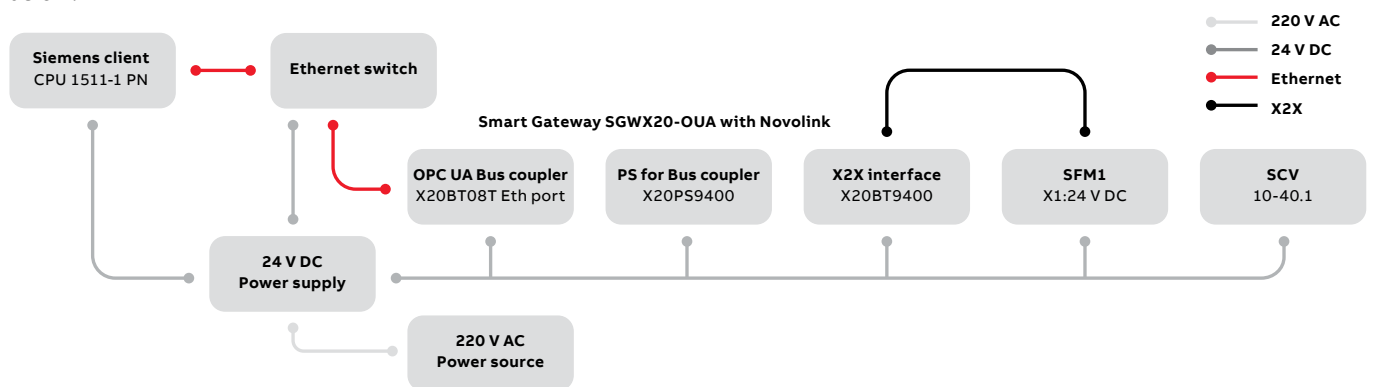 220 V AC
24 V DC
Ethernet
X2X
Siemens client
CPU 1511-1 PN
Ethernet switch
Smart Gateway SGWX20-OUA with Novolink
OPC UA Bus coupler
X20BT08T Eth port
PS for Bus coupler
X20PS9400
X2X interface
X20BT9400
SFM1
X1:24 V DC
SCV
10-40.1
24 V DC
Power supply
220 V AC
Power source